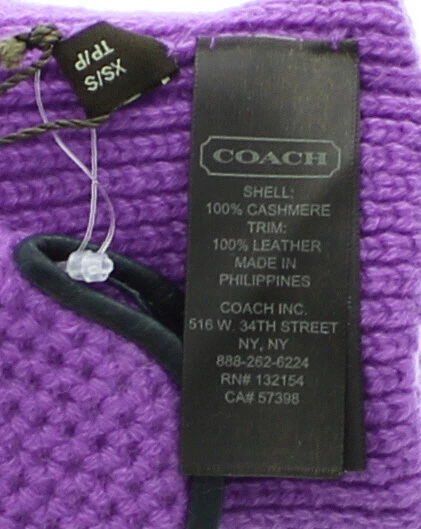 XS/S
TP/P
COACH
SHELL:
100% CASHMERE
TRIM:
100% LEATHER
MADE IN
PHILIPPINES
COACH INC.
516 W. 34TH STREET
NY, NY
888-262-6224
RN# 132154
CA# 57398